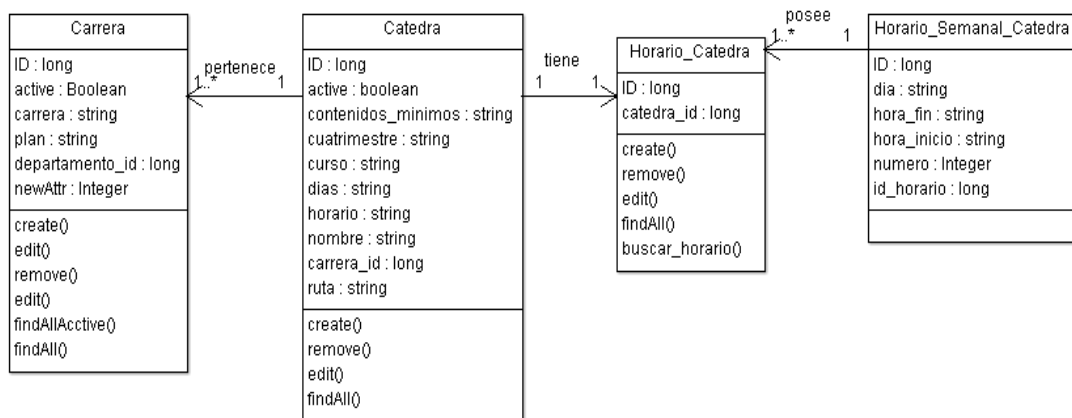 Carrera
ID : long
active : Boolean
carrera : string
plan : string
departamento_id : long
newAttr : Integer
create()
edit()
remove()
edit()
findAllAcctive()
findAll()
pertenece
1..*
1
Catedra
ID : long
active : boolean
contenidos_minimos : string
cuatrimestre : string
curso : string
dias : string
horario : string
nombre : string
carrera_id : long
ruta : string
create()
remove()
edit()
findAll()
tiene
1
1
Horario_Catedra
ID : long
catedra_id : long
create()
remove()
edit()
findAll()
buscar_horario()
posee
1..*
1
Horario_Semanal_Catedra
ID : long
dia : string
hora_fin : string
hora_inicio : string
numero : Integer
id_horario : long